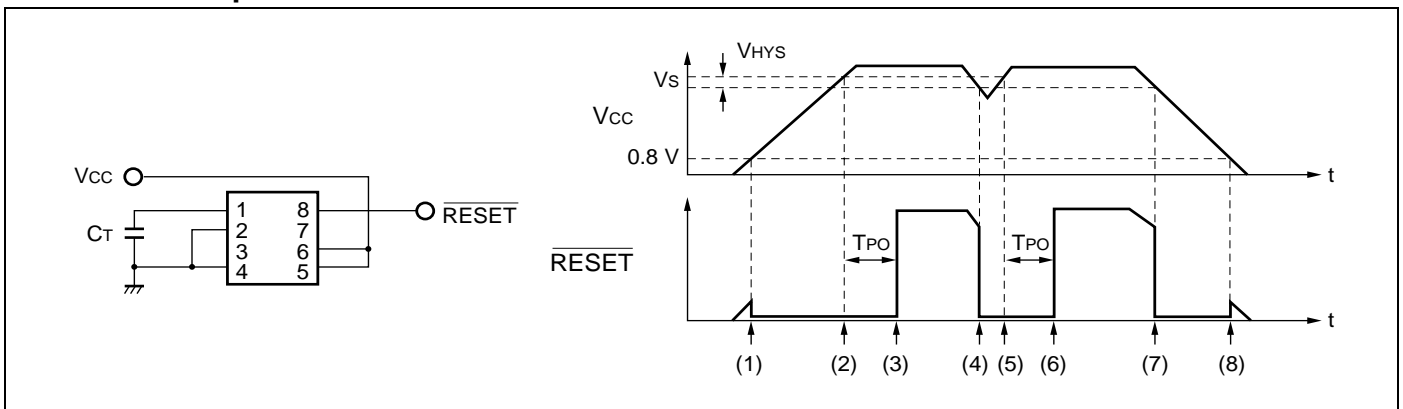 VCC
CT
1
2
3
4
8
7
6
5
RESET
VHYS
VS
VCC
0.8 V
t
RESET
TPO
TPO
t
(1)
(2)
(3)
(4)
(5)
(6)
(7)
(8)